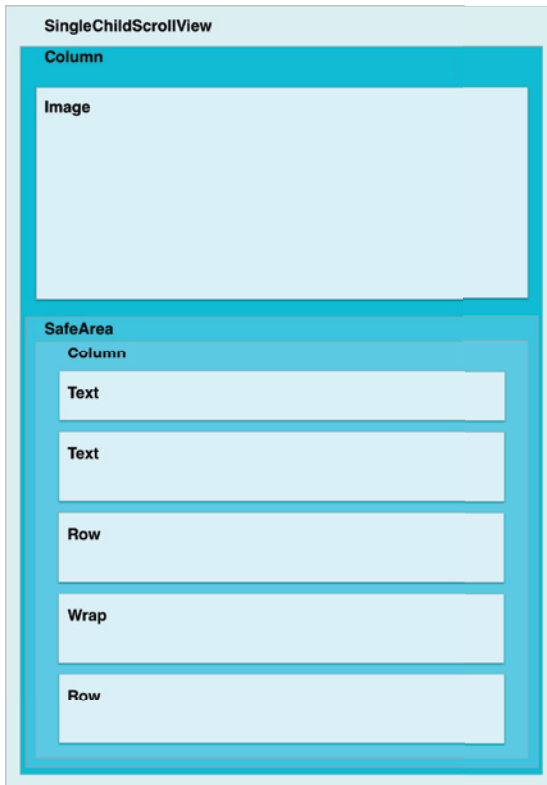 SingleChildScrollView
Column
Image
SafeArea
Column
Text
Text
Row
Wrap
Row